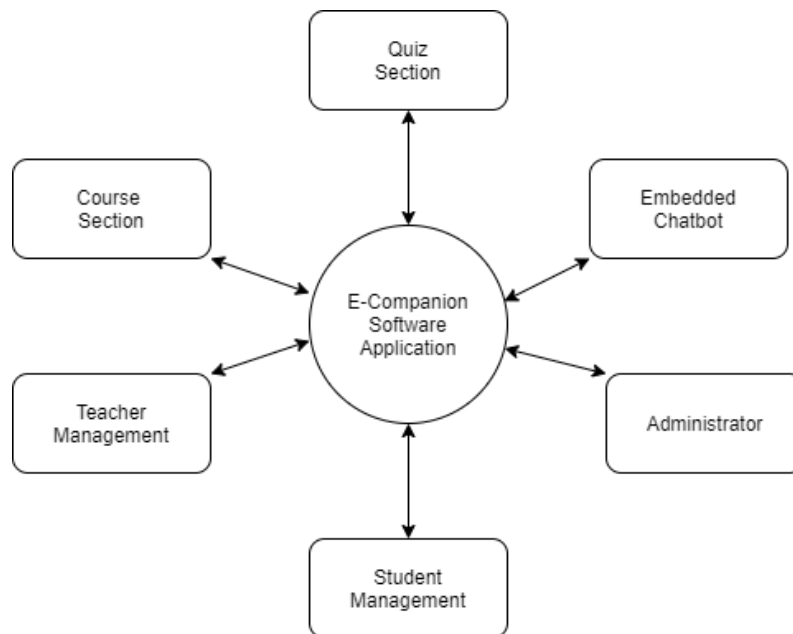 Quiz
Section
Course
Section
Embedded
Chatbot
E-Companion
Software
Application
Teacher
Management
Administrator
Student
Management